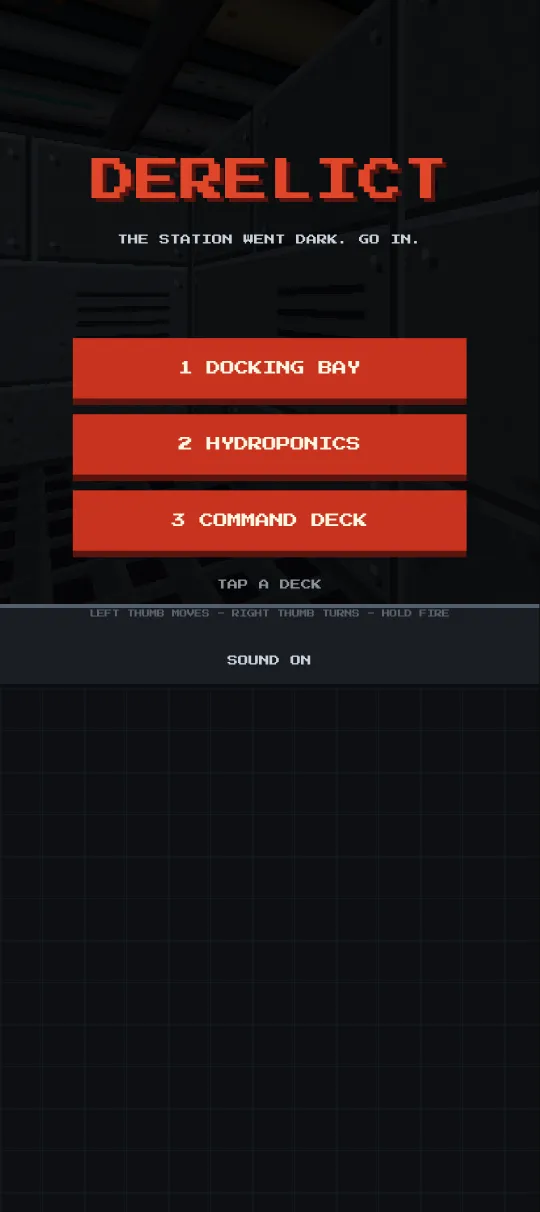 DERELICT
THE STATION WENT DARK. GO IN.
1 DOCKING BAY
2 HYDROPONICS
3 COMMAND DECK
TAP A DECK
LEFT THUMB MOVES - RIGHT THUMB TURNS - HOLD FIRE
SOUND ON